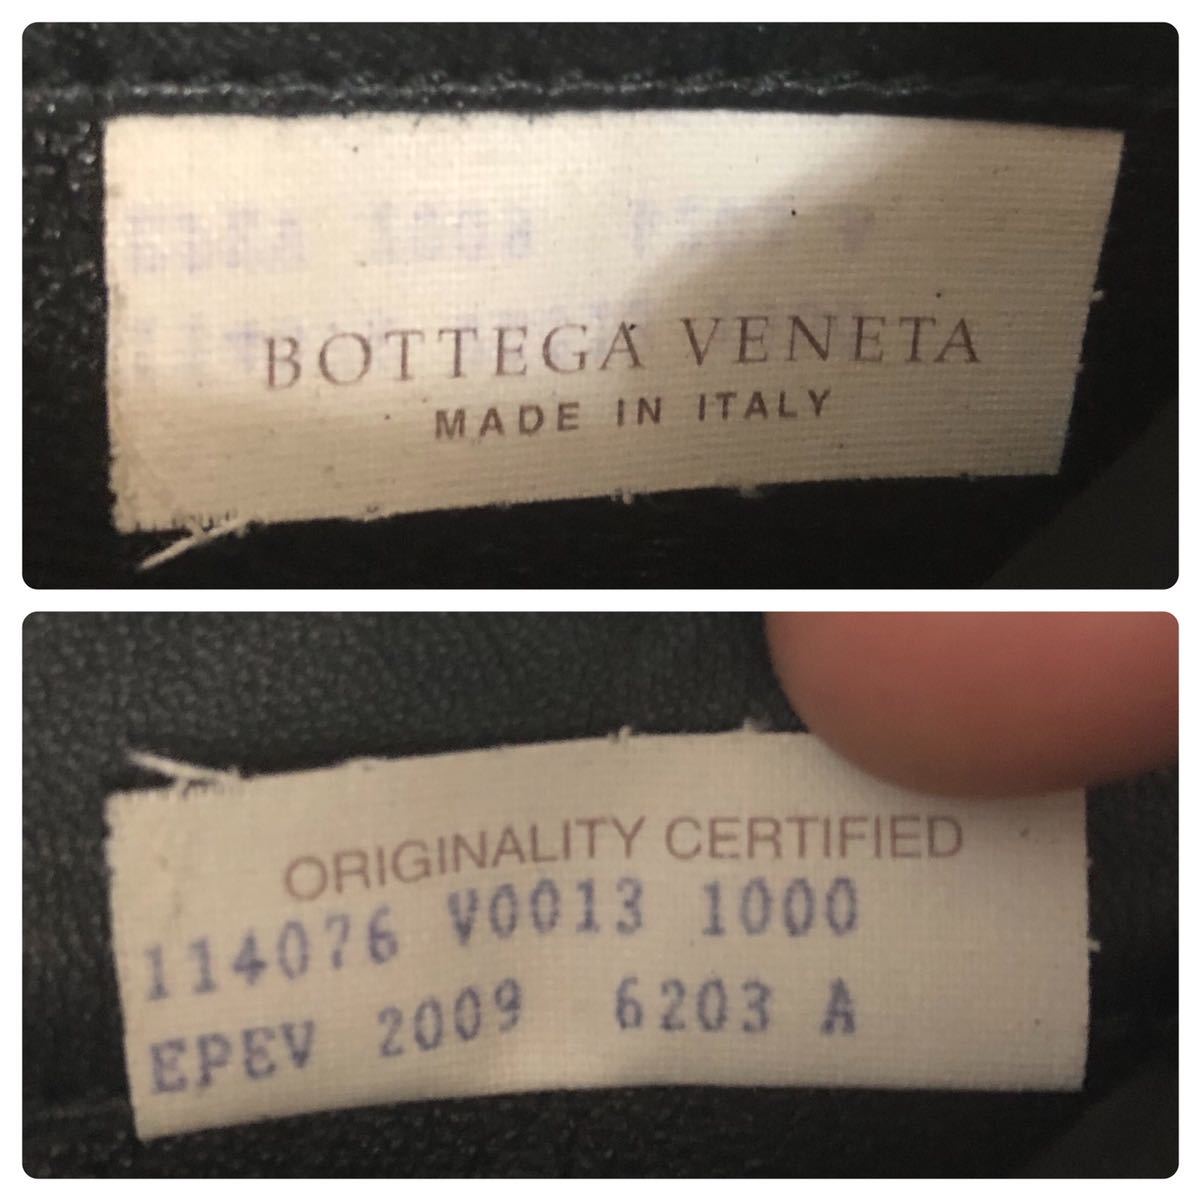 BOTTEGA VENETA
MADE IN ITALY
ORIGINALITY CERTIFIED
114076 V0013 1000
EPEV 2009 6203 A